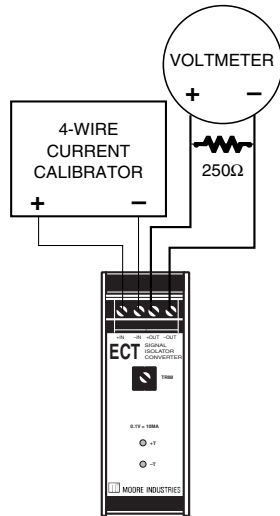 VOLTMETER
+ −
4-WIRE
CURRENT
CALIBRATOR
+ −
250Ω
+IN −IN +OUT −OUT
ECT SIGNAL
ISOLATOR
CONVERTER
0.1V = 10MA
+T
−T
MOORE INDUSTRIES